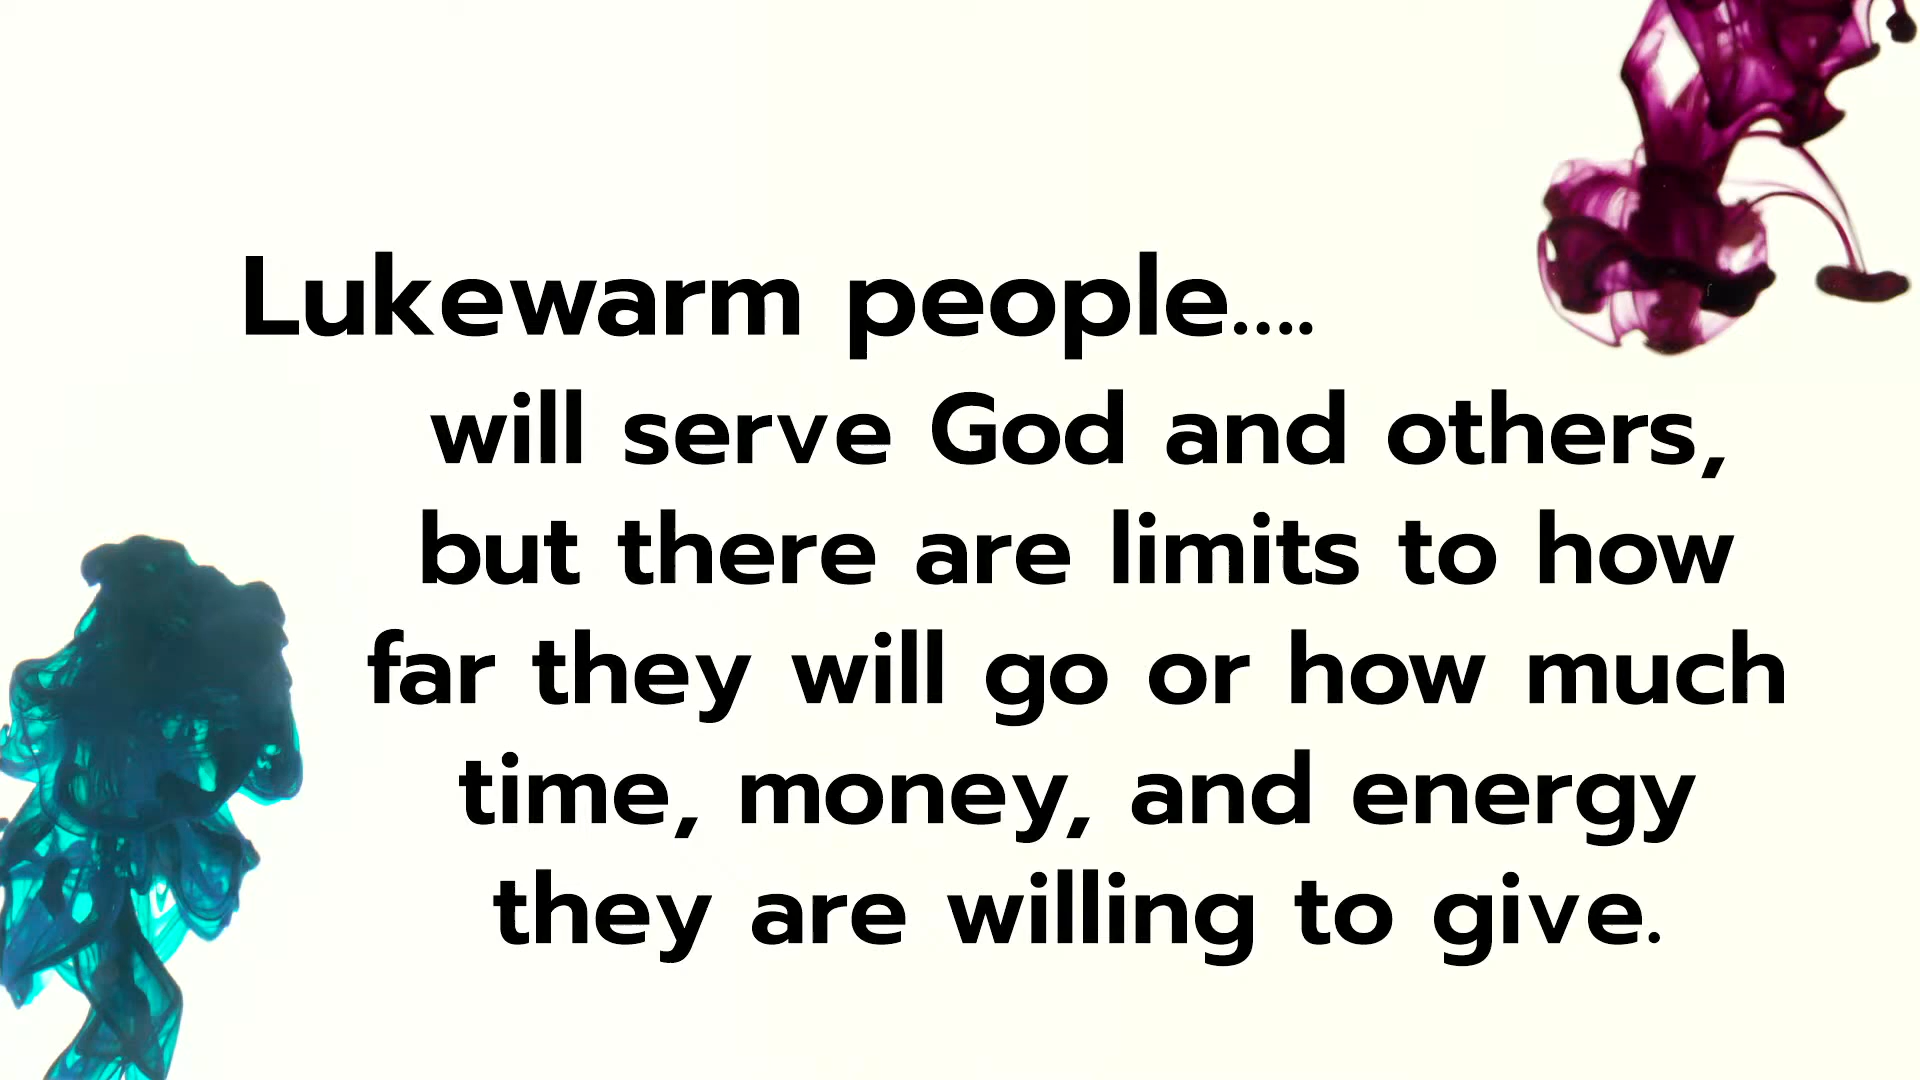 Lukewarm people....
will serve God and others,
but there are limits to how
far they will go or how much
time, money, and energy
they are willing to give.